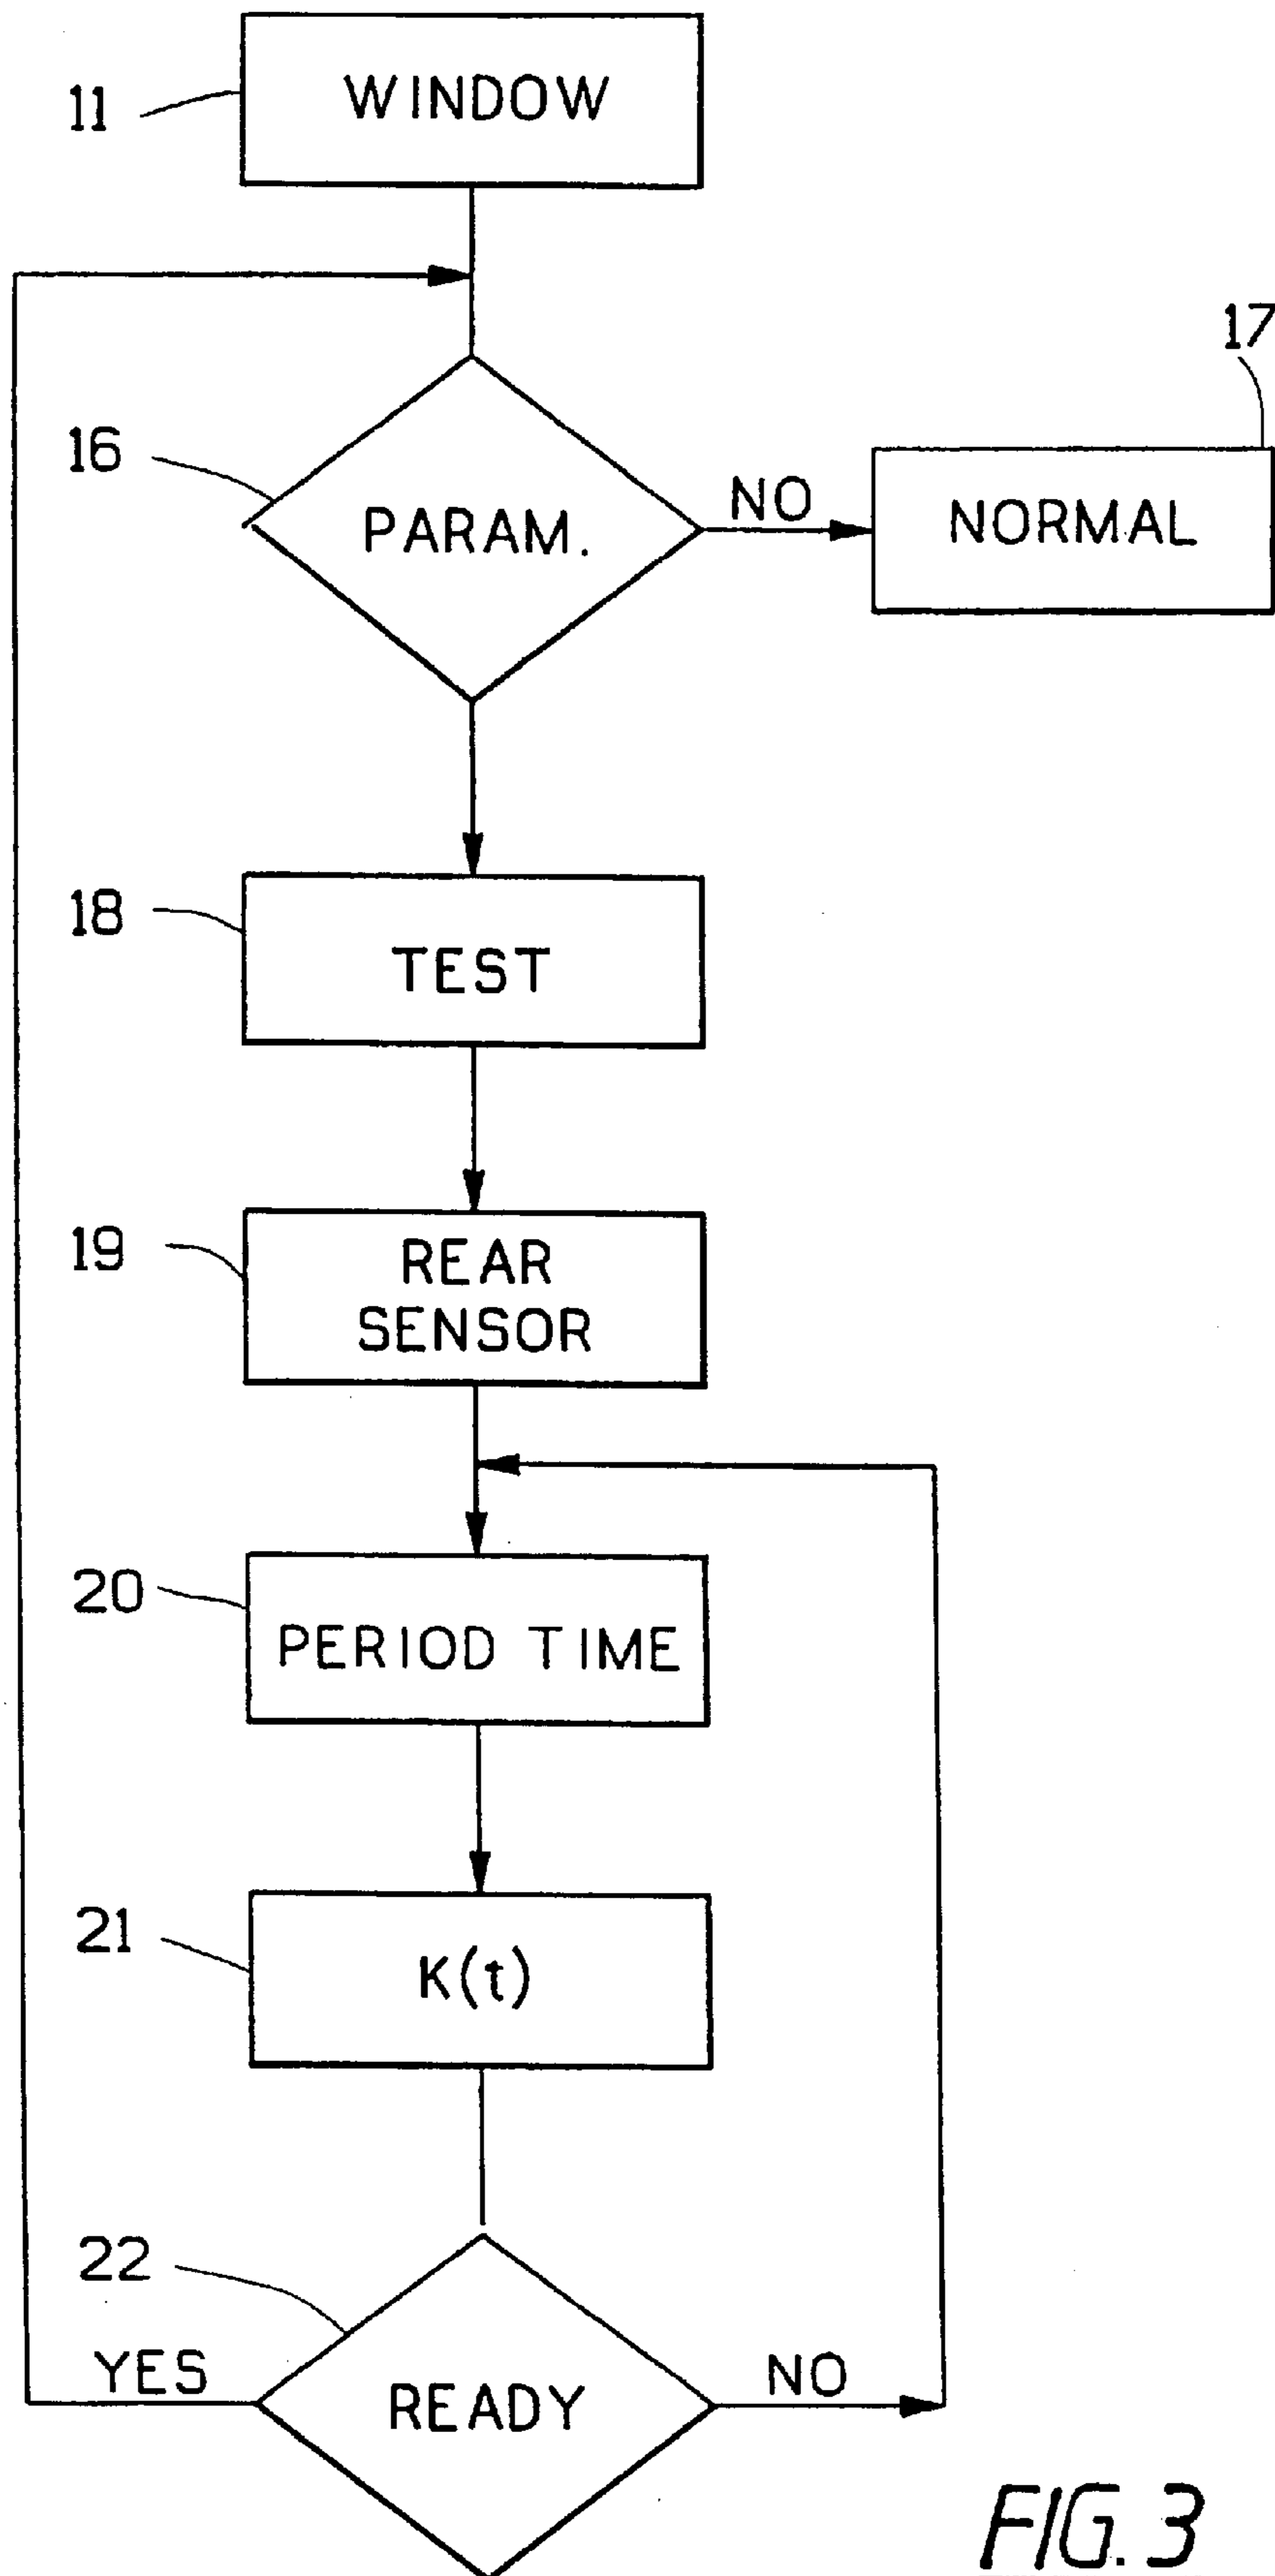 11
WINDOW
17
16
PARAM.
NO
NORMAL
18
TEST
19
REAR
SENSOR
20
PERIOD TIME
21
K(t)
22
YES
READY
NO
FIG. 3